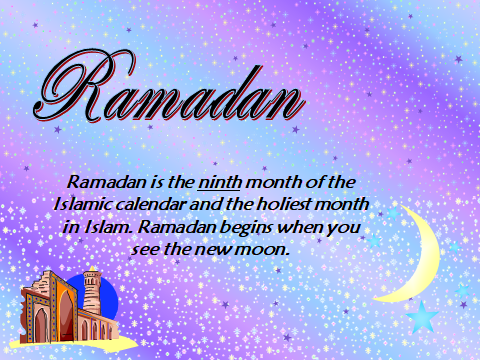 Ramadan
Ramadan is the ninth month of the
Islamic calendar and the holiest month
in Islam. Ramadan begins when you
see the new moon.